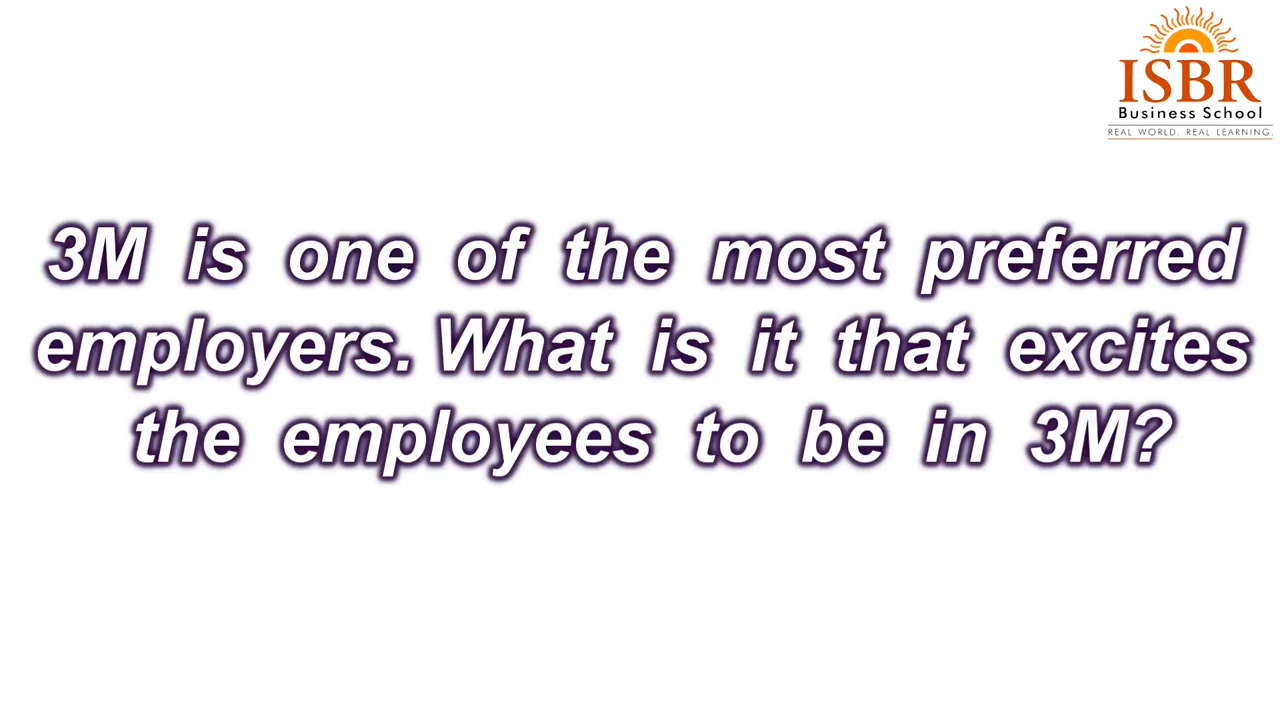 ISBR
Business School
REAL WORLD. REAL LEARNING.
3M is one of the most preferred
employers. What is it that excites
the employees to be in 3M?